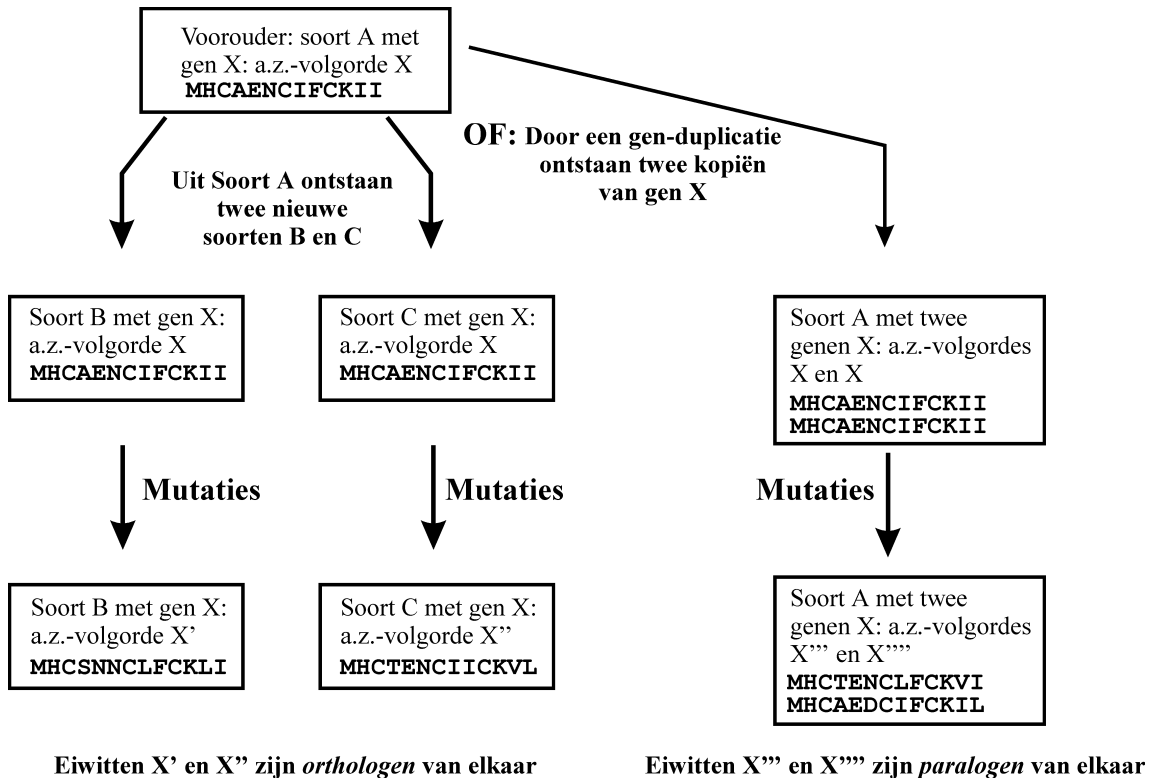 Voorouder: soort A met
gen X: a.z.-volgorde X
MHCAENCIFCKII
OF: Door een gen-duplicatie
ontstaan twee kopiën
van gen X
Uit Soort A ontstaan
twee nieuwe
soorten B en C
Soort B met gen X:
a.z.-volgorde X
MHCAENCIFCKII
Soort C met gen X:
a.z.-volgorde X
MHCAENCIFCKII
Soort A met twee
genen X: a.z.-volgordes
X en X
MHCAENCIFCKII
MHCAENCIFCKII
Mutaties
Mutaties
Mutaties
Soort B met gen X:
a.z.-volgorde X’
MHCSNNCLFCKLI
Soort C met gen X:
a.z.-volgorde X”
MHCTENCIICKVL
Soort A met twee
genen X: a.z.-volgordes
X”’ en X””
MHCTENCLFCKVI
MHCAEDCIFCKIL
Eiwitten X’ en X” zijn orthologen van elkaar
Eiwitten X”’ en X”” zijn paralogen van elkaar